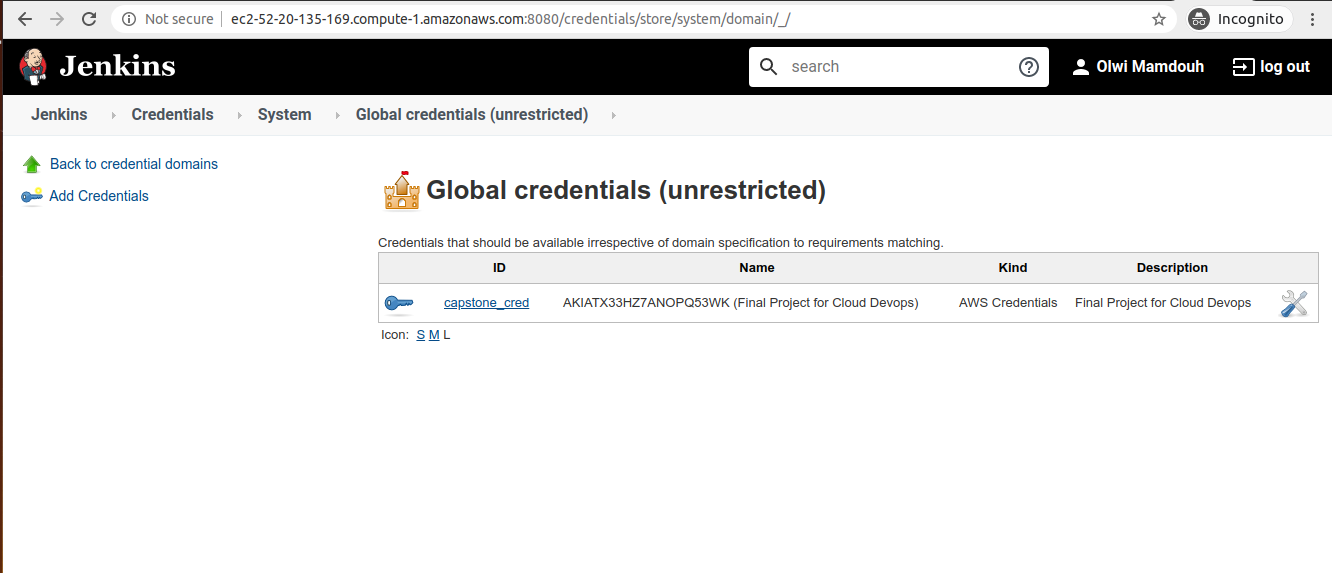 Not secure | ec2-52-20-135-169.compute-1.amazonaws.com:8080/credentials/store/system/domain/_/ Incognito
Jenkins search Olwi Mamdouh log out
Jenkins Credentials System Global credentials (unrestricted)
Back to credential domains
Add Credentials
Global credentials (unrestricted)
Credentials that should be available irrespective of domain specification to requirements matching.
ID Name Kind Description
capstone_cred AKIATX33HZ7ANOPQ53WK (Final Project for Cloud Devops) AWS Credentials Final Project for Cloud Devops
Icon: S M L